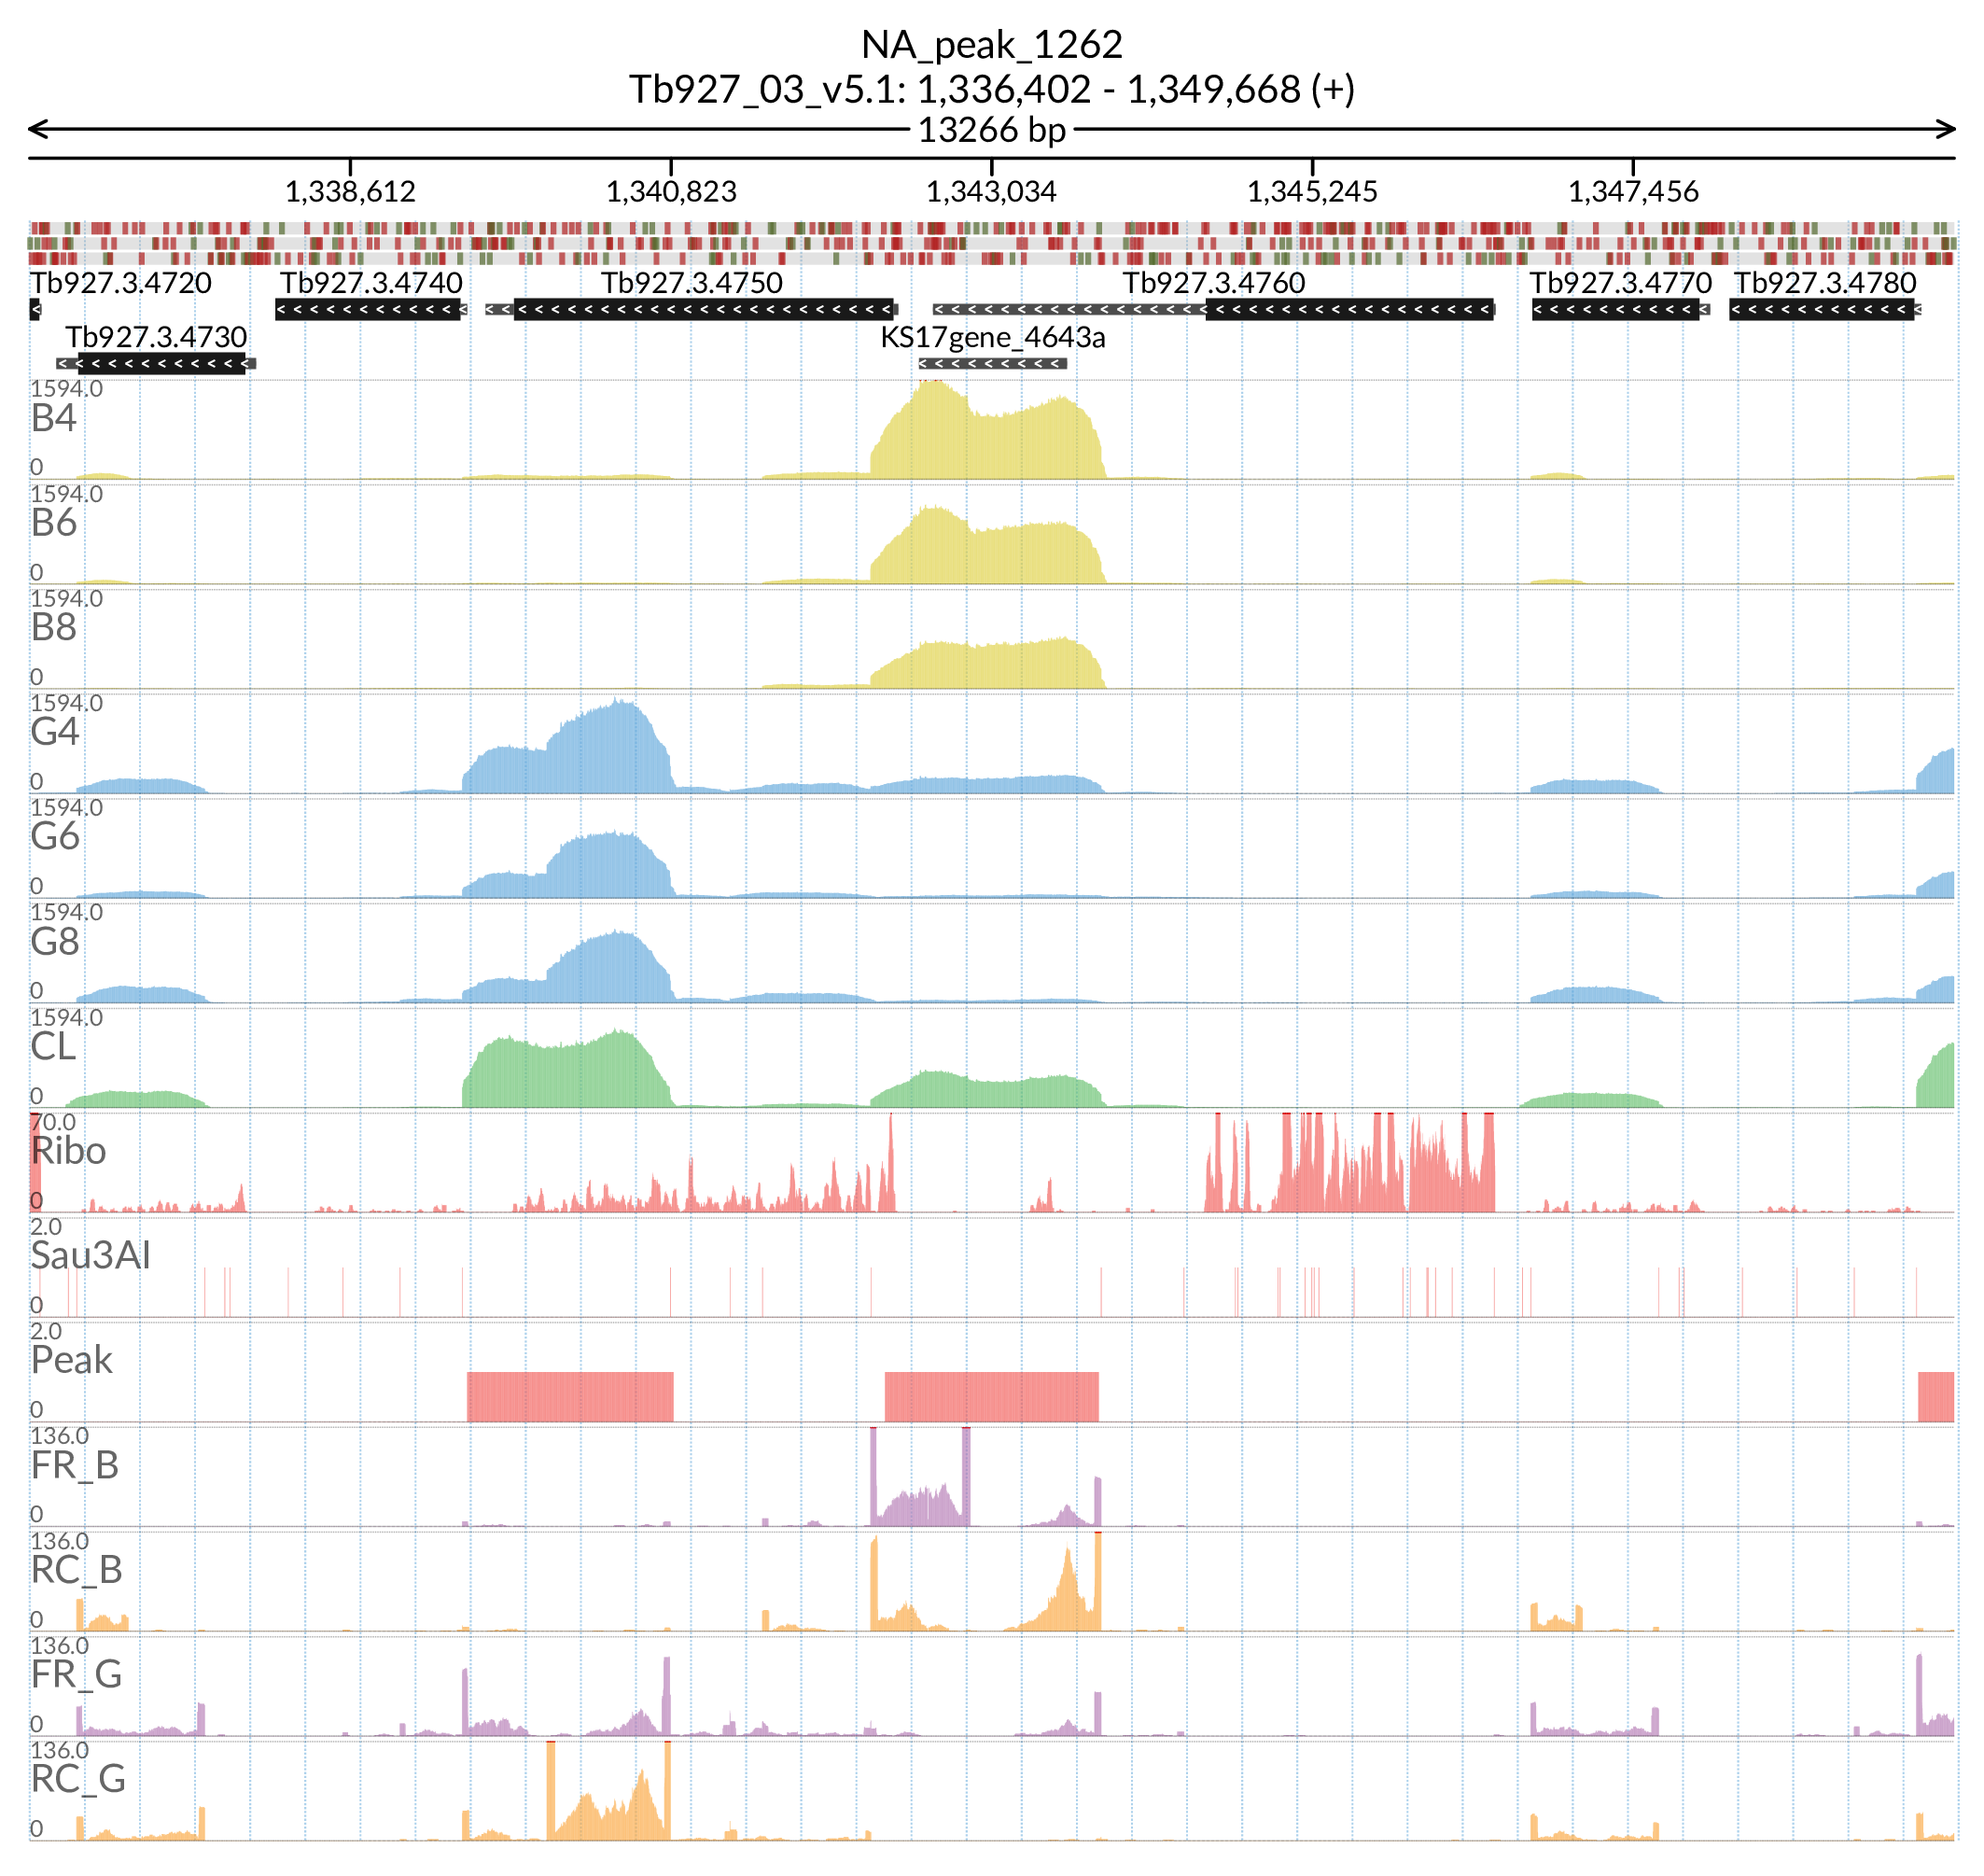 NA_peak_1262
Tb927_03_v5.1: 1,336,402 - 1,349,668 (+)
13266 bp
1,338,612 1,340,823 1,343,034 1,345,245 1,347,456
Tb927.3.4720 Tb927.3.4740 Tb927.3.4750 Tb927.3.4760 Tb927.3.4770 Tb927.3.4780
Tb927.3.4730 KS17gene_4643a
1594.0
B4
0
1594.0
B6
0
1594.0
B8
0
1594.0
G4
0
1594.0
G6
0
1594.0
G8
0
1594.0
CL
0
70.0
Ribo
0
2.0
Sau3AI
0
2.0
Peak
0
136.0
FR_B
0
136.0
RC_B
0
136.0
FR_G
0
136.0
RC_G
0